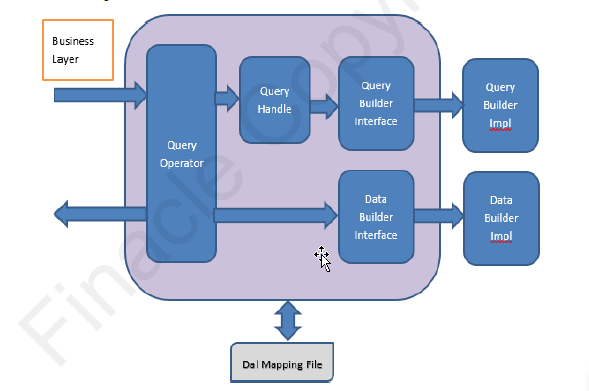 Business
Layer
Query
Operator
Query
Handle
Query
Builder
Interface
Query
Builder
Impl
Data
Builder
Interface
Data
Builder
Impl
Dal Mapping File
Finacle Copyri